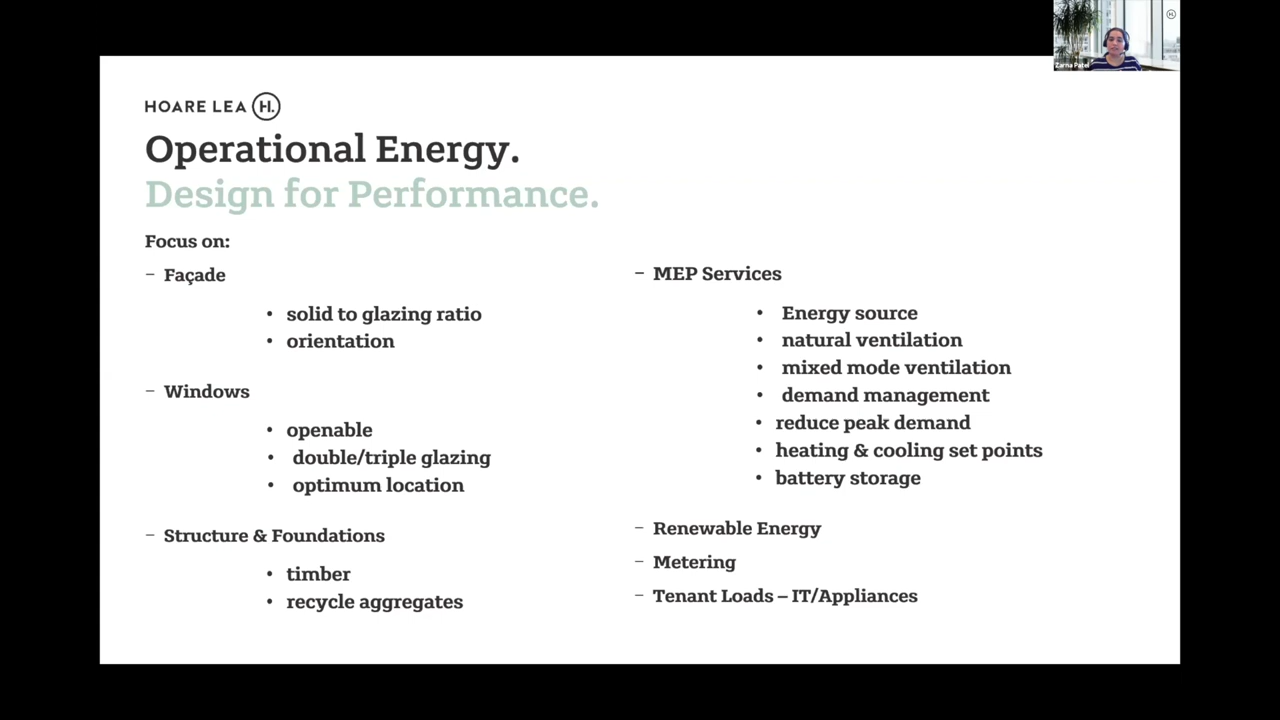 Zarna Patel
HOARE LEA H.
Operational Energy.
Design for Performance.
Focus on:
– Façade
• solid to glazing ratio
• orientation
– Windows
• openable
• double/triple glazing
• optimum location
– Structure & Foundations
• timber
• recycle aggregates
– MEP Services
• Energy source
• natural ventilation
• mixed mode ventilation
• demand management
• reduce peak demand
• heating & cooling set points
• battery storage
– Renewable Energy
– Metering
– Tenant Loads – IT/Appliances